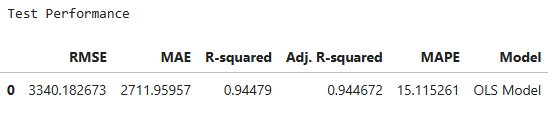 Test Performance
RMSE MAE R-squared Adj. R-squared MAPE Model
0 3340.182673 2711.95957 0.94479 0.944672 15.115261 OLS Model